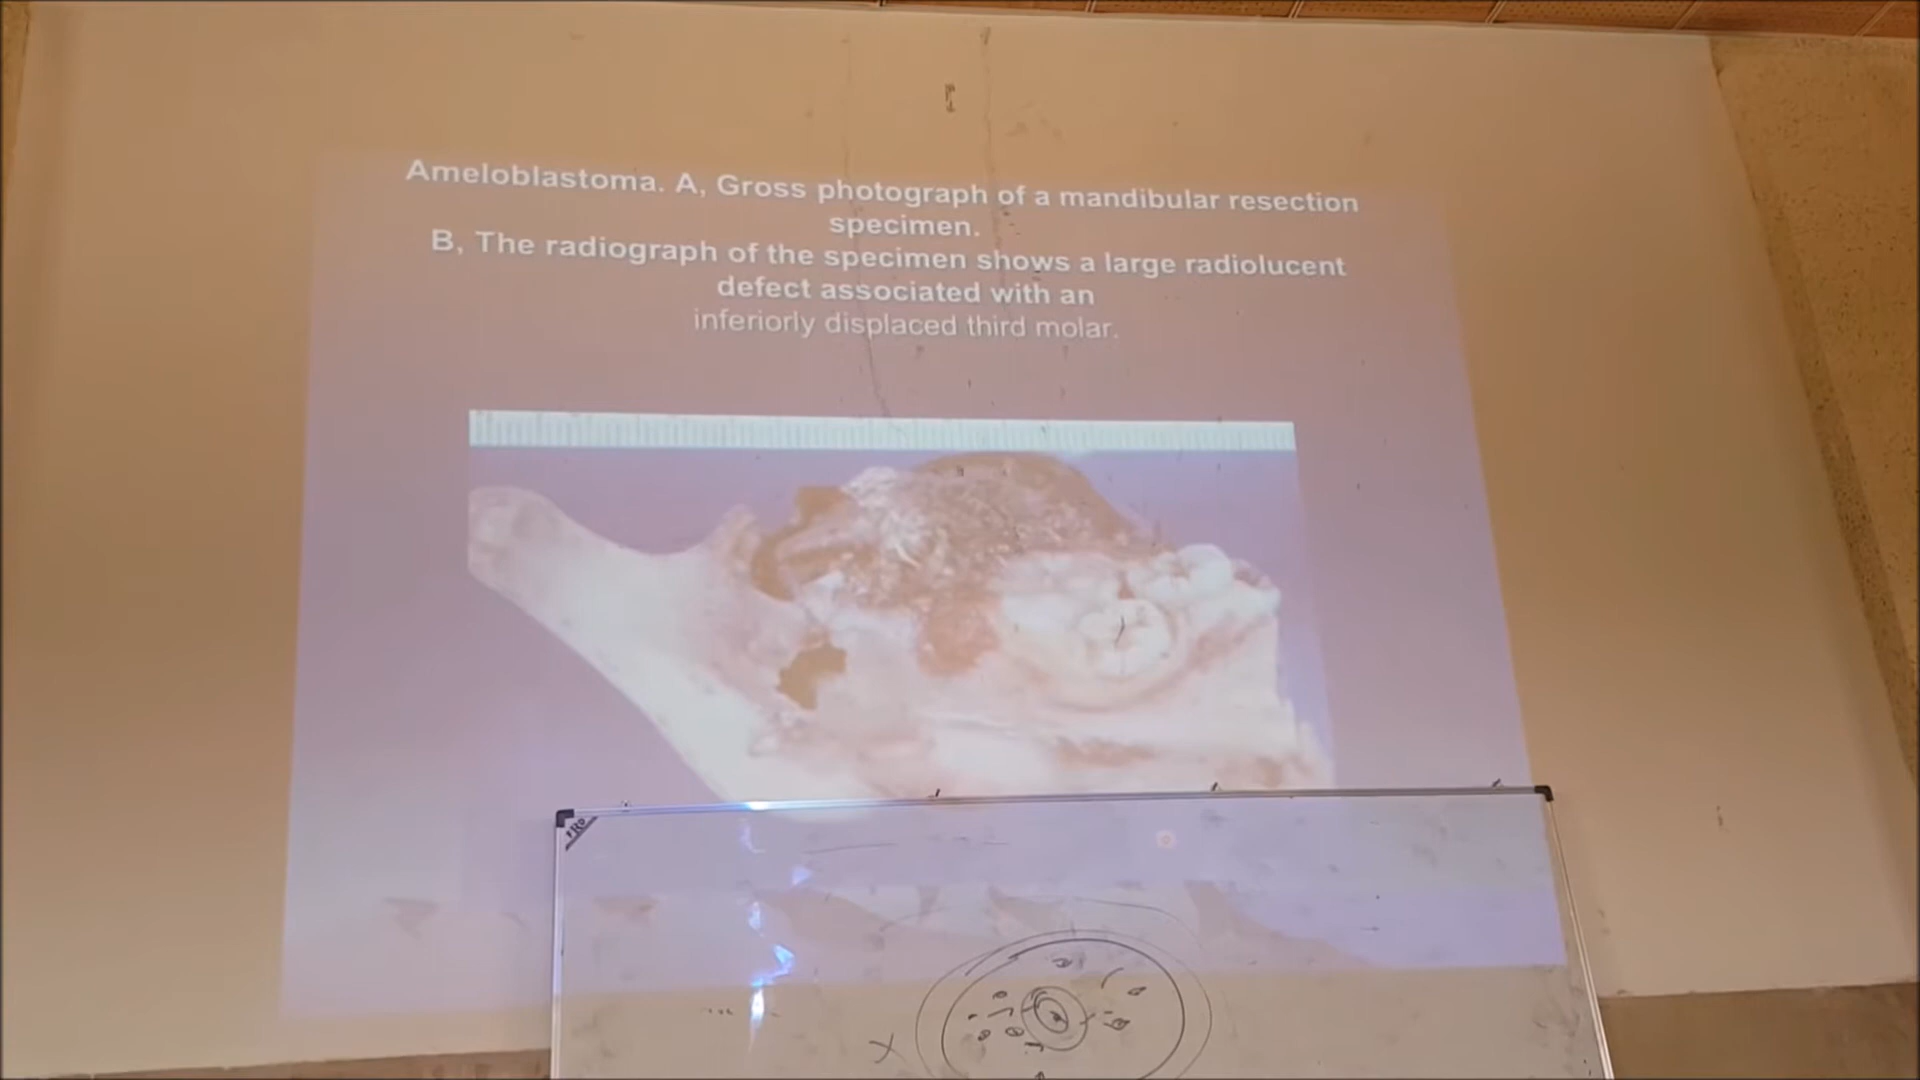 Ameloblastoma. A, Gross photograph of a mandibular resection
specimen.
B, The radiograph of the specimen shows a large radiolucent
defect associated with an
inferiorly displaced third molar.
FRD
X